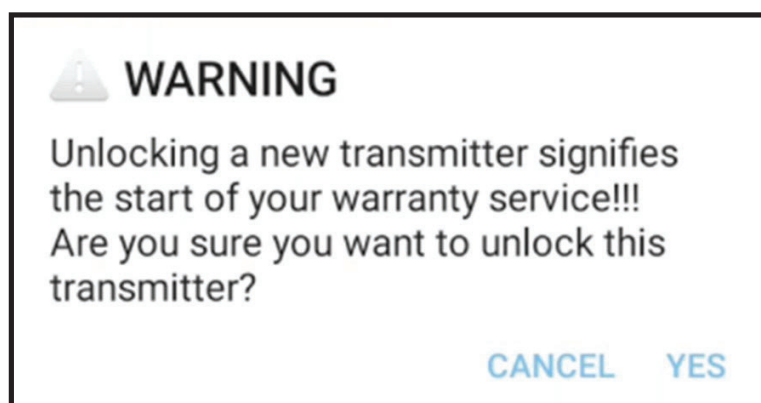 WARNING
Unlocking a new transmitter signifies
the start of your warranty service!!!
Are you sure you want to unlock this
transmitter?
CANCEL YES